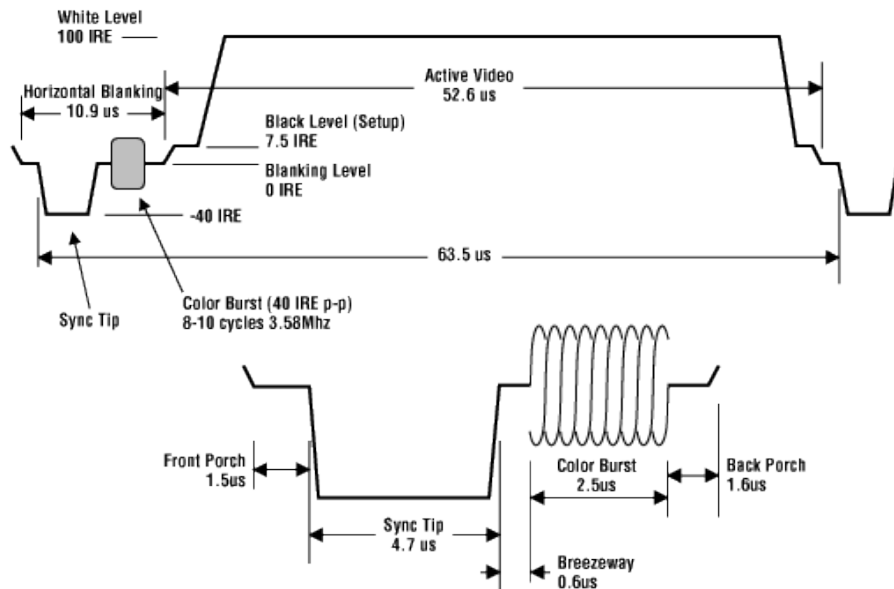 White Level
100 IRE
Active Video
52.6 us
Horizontal Blanking
10.9 us
Black Level (Setup)
7.5 IRE
Blanking Level
0 IRE
-40 IRE
63.5 us
Color Burst (40 IRE p-p)
8-10 cycles 3.58Mhz
Sync Tip
Front Porch
1.5us
Color Burst
2.5us
Back Porch
1.6us
Sync Tip
4.7 us
Breezeway
0.6us